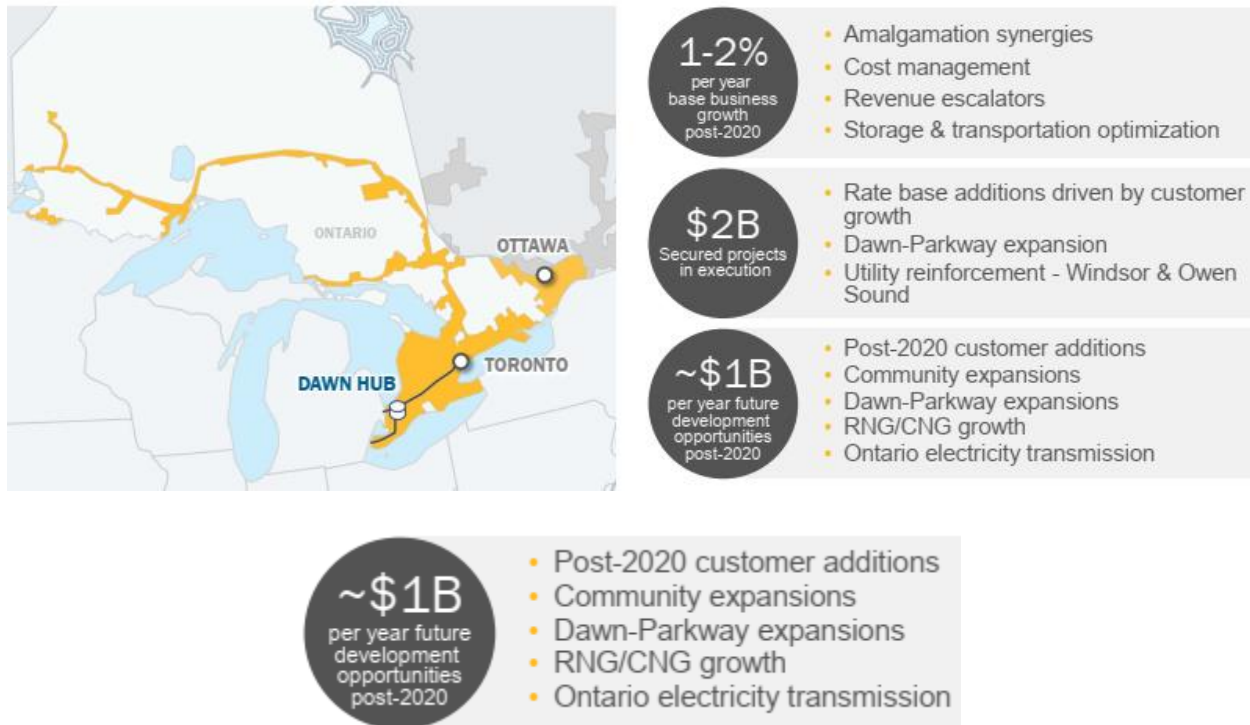 ONTARIO
OTTAWA
TORONTO
DAWN HUB
1-2%
per year
base business
growth
post-2020
• Amalgamation synergies
• Cost management
• Revenue escalators
• Storage & transportation optimization
$2B
Secured projects
in execution
• Rate base additions driven by customer
growth
• Dawn-Parkway expansion
• Utility reinforcement - Windsor & Owen
Sound
~$1B
per year future
development
opportunities
post-2020
• Post-2020 customer additions
• Community expansions
• Dawn-Parkway expansions
• RNG/CNG growth
• Ontario electricity transmission
~$1B
per year future
development
opportunities
post-2020
• Post-2020 customer additions
• Community expansions
• Dawn-Parkway expansions
• RNG/CNG growth
• Ontario electricity transmission